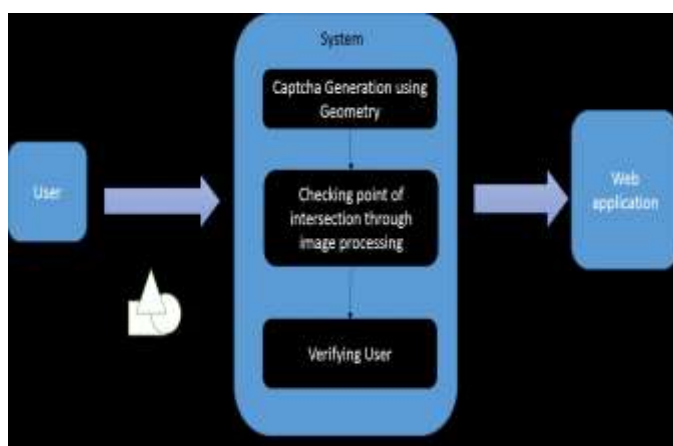 System
Captcha Generation using
Geometry
User
Checking point of
intersection through
image processing
Web
application
Verifying User